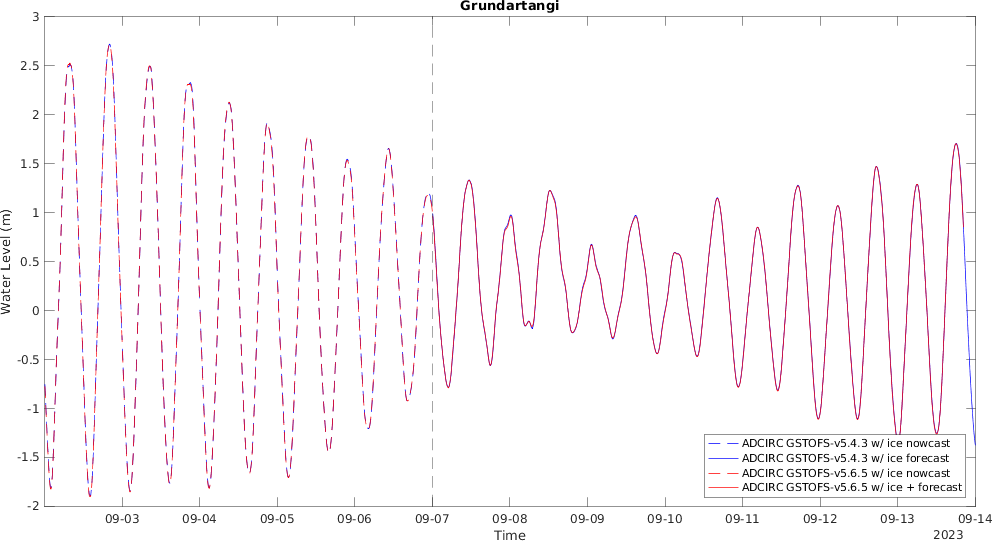 Grundartangi
3
2.5
2
1.5
1
0.5
0
-0.5
-1
-1.5
-2
Water Level (m)
09-03 09-04 09-05 09-06 09-07 09-08 09-09 09-10 09-11 09-12 09-13 09-14
Time
2023
ADCIRC GSTOFS-v5.4.3 w/ ice nowcast
ADCIRC GSTOFS-v5.4.3 w/ ice forecast
ADCIRC GSTOFS-v5.6.5 w/ ice nowcast
ADCIRC GSTOFS-v5.6.5 w/ ice + forecast